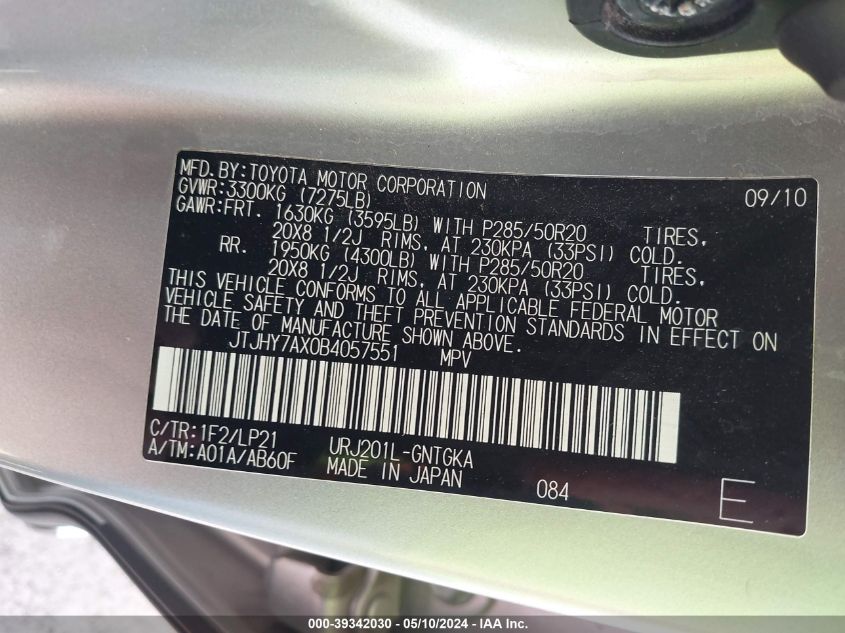 MFD.BY:TOYOTA MOTOR CORPORATION 09/10
GVWR:3300KG (7275LB)
GAWR:FRT. 1630KG (3595LB) WITH P285/50R20 TIRES,
20X8 1/2J RIMS, AT 230KPA (33PSI) COLD.
RR. 1950KG (4300LB) WITH P285/50R20 TIRES,
20X8 1/2J RIMS, AT 230KPA (33PSI) COLD.
THIS VEHICLE CONFORMS TO ALL APPLICABLE FEDERAL MOTOR
VEHICLE SAFETY AND THEFT PREVENTION STANDARDS IN EFFECT ON
THE DATE OF MANUFACTURE SHOWN ABOVE.
JTJHY7AX0B4057551 MPV
C/TR:1F2/LP21 URJ201L-GNTGKA
A/TM:A01A/AB60F MADE IN JAPAN 084 E
000-39342030 - 05/10/2024 - IAAI Inc.